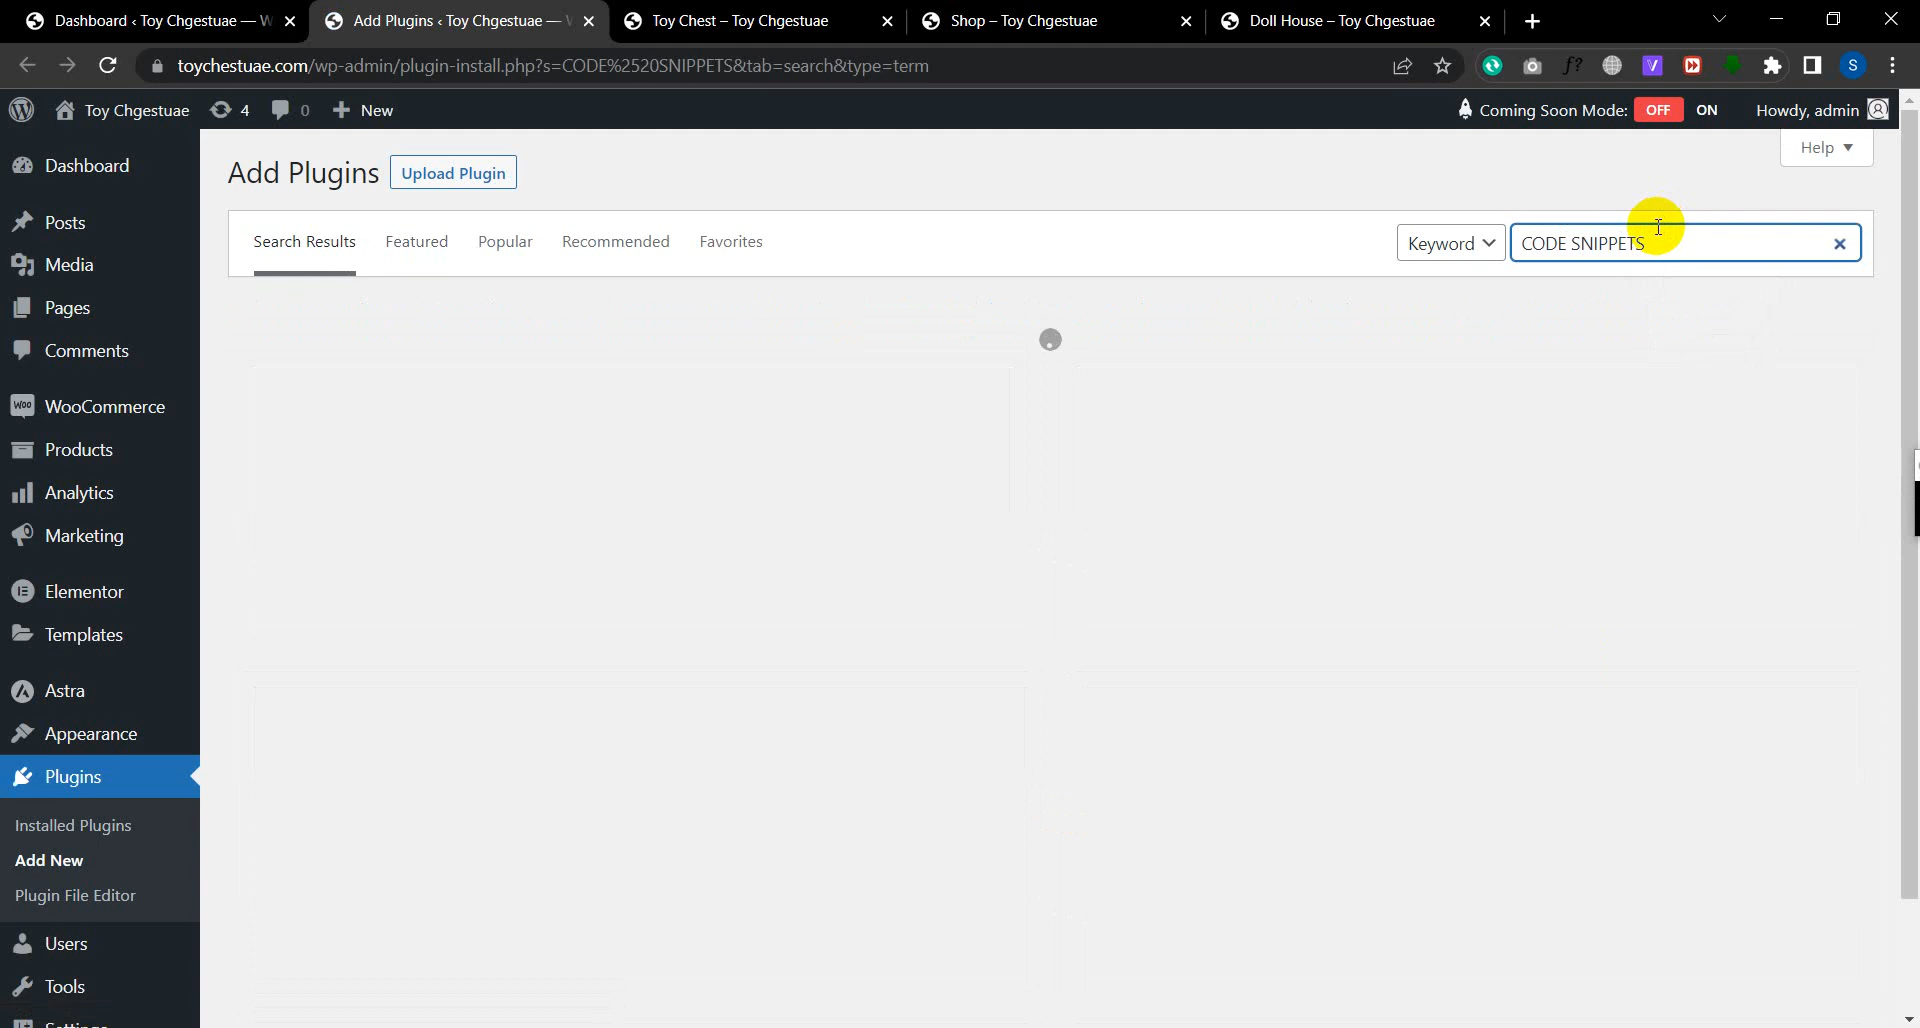 Dashboard ‹ Toy Chgestuae — W
Add Plugins ‹ Toy Chgestuae —
Toy Chest – Toy Chgestuae
Shop – Toy Chgestuae
Doll House – Toy Chgestuae
toychestuae.com/wp-admin/plugin-install.php?s=CODE%2520SNIPPETS&tab=search&type=term
f?
V
S
Toy Chgestuae
4
0
New
Coming Soon Mode: OFF ON
Howdy, admin
Dashboard
Posts
Media
Pages
Comments
Woo WooCommerce
Products
Analytics
Marketing
Elementor
Templates
Astra
Appearance
Plugins
Installed Plugins
Add New
Plugin File Editor
Users
Tools
Settings
Help
Add Plugins
Upload Plugin
Search Results
Featured
Popular
Recommended
Favorites
Keyword
CODE SNIPPETS